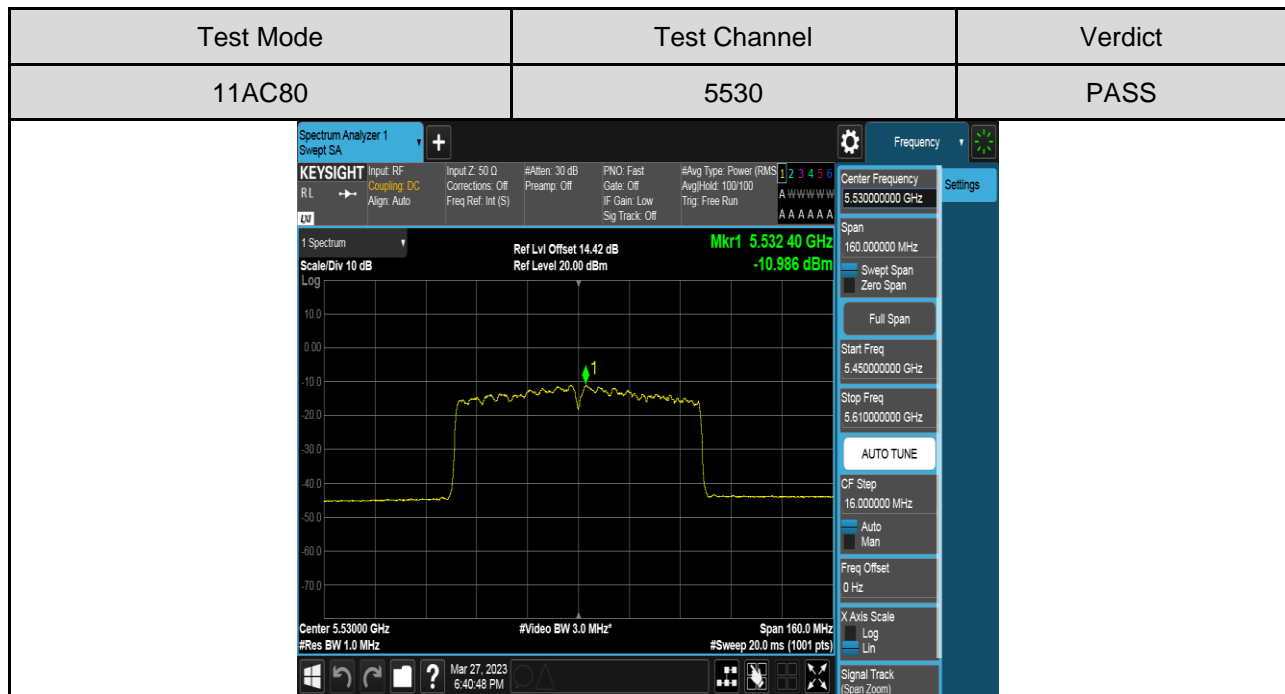 Test Mode Test Channel Verdict
11AC80 5530 PASS
Spectrum Analyzer 1
Swept SA
+
Frequency
KEYSIGHT
RL
LXI
Input: RF
Coupling: DC
Align: Auto
Input Z: 50 Ω
Corrections: Off
Freq Ref: Int (S)
#Atten: 30 dB
Preamp: Off
PNO: Fast
Gate: Off
IF Gain: Low
Sig Track: Off
#Avg Type: Power (RMS
Avg|Hold: 100/100
Trig: Free Run
1 2 3 4 5 6
A W W W W W
A A A A A A
1 Spectrum
Scale/Div 10 dB
Log
Ref Lvl Offset 14.42 dB
Ref Level 20.00 dBm
Mkr1 5.532 40 GHz
-10.986 dBm
10.0
0.00
-10.0
-20.0
-30.0
-40.0
-50.0
-60.0
-70.0
1
Center 5.53000 GHz
#Res BW 1.0 MHz
#Video BW 3.0 MHz*
Span 160.0 MHz
#Sweep 20.0 ms (1001 pts)
?
Mar 27, 2023
6:40:48 PM
Center Frequency
5.530000000 GHz
Settings
Span
160.000000 MHz
Swept Span
Zero Span
Full Span
Start Freq
5.450000000 GHz
Stop Freq
5.610000000 GHz
AUTO TUNE
CF Step
16.000000 MHz
Auto
Man
Freq Offset
0 Hz
X Axis Scale
Log
Lin
Signal Track
(Span Zoom)